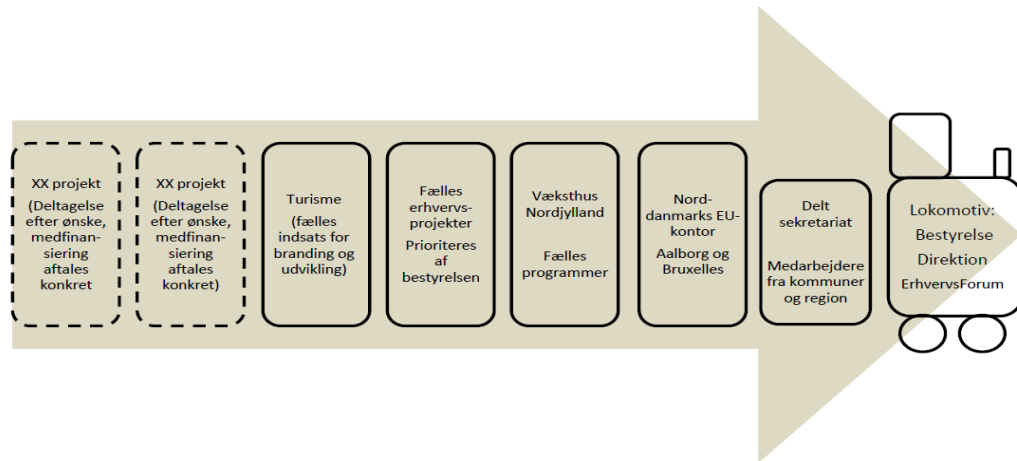 XX projekt
(Deltagelse
efter ønske,
medfinan-
siering
aftales
konkret
XX projekt
(Deltagelse
efter ønske,
medfinan-
siering
aftales
konkret)
Turisme
(fælles
indsats for
branding og
udvikling)
Fælles
erhvervs-
projekter
Prioriteres
af
bestyrelsen
Væksthus
Nordjylland
Fælles
programmer
Nord-
danmarks EU-
kontor
Aalborg og
Bruxelles
Delt
sekretariat
Medarbejdere
fra kommuner
og region
Lokomotiv:
Bestyrelse
Direktion
ErhvervsForum